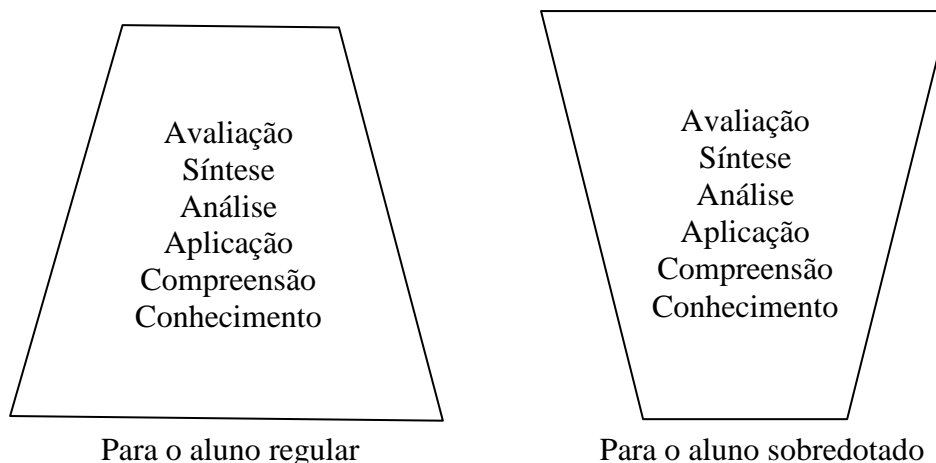 Avaliação
Síntese
Análise
Aplicação
Compreensão
Conhecimento
Para o aluno regular
Avaliação
Síntese
Análise
Aplicação
Compreensão
Conhecimento
Para o aluno sobredotado